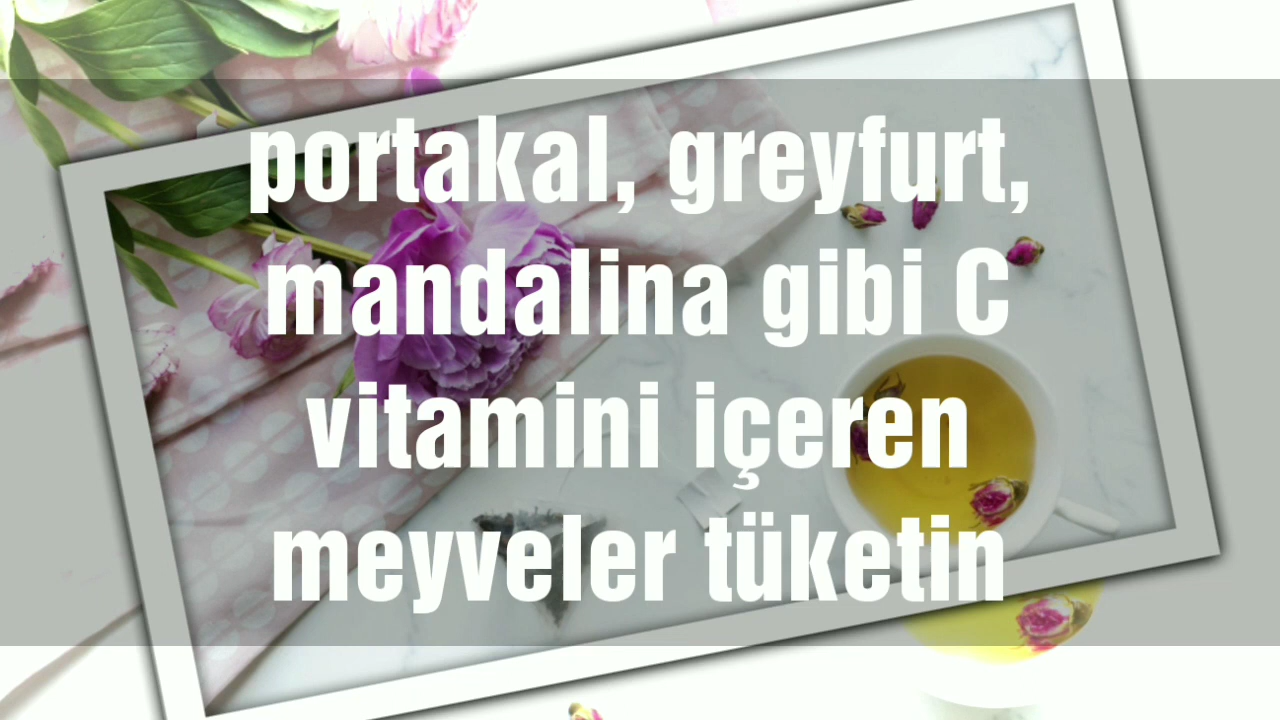 portakal, greyfurt,
mandalina gibi C
vitamini içeren
meyveler tüketin